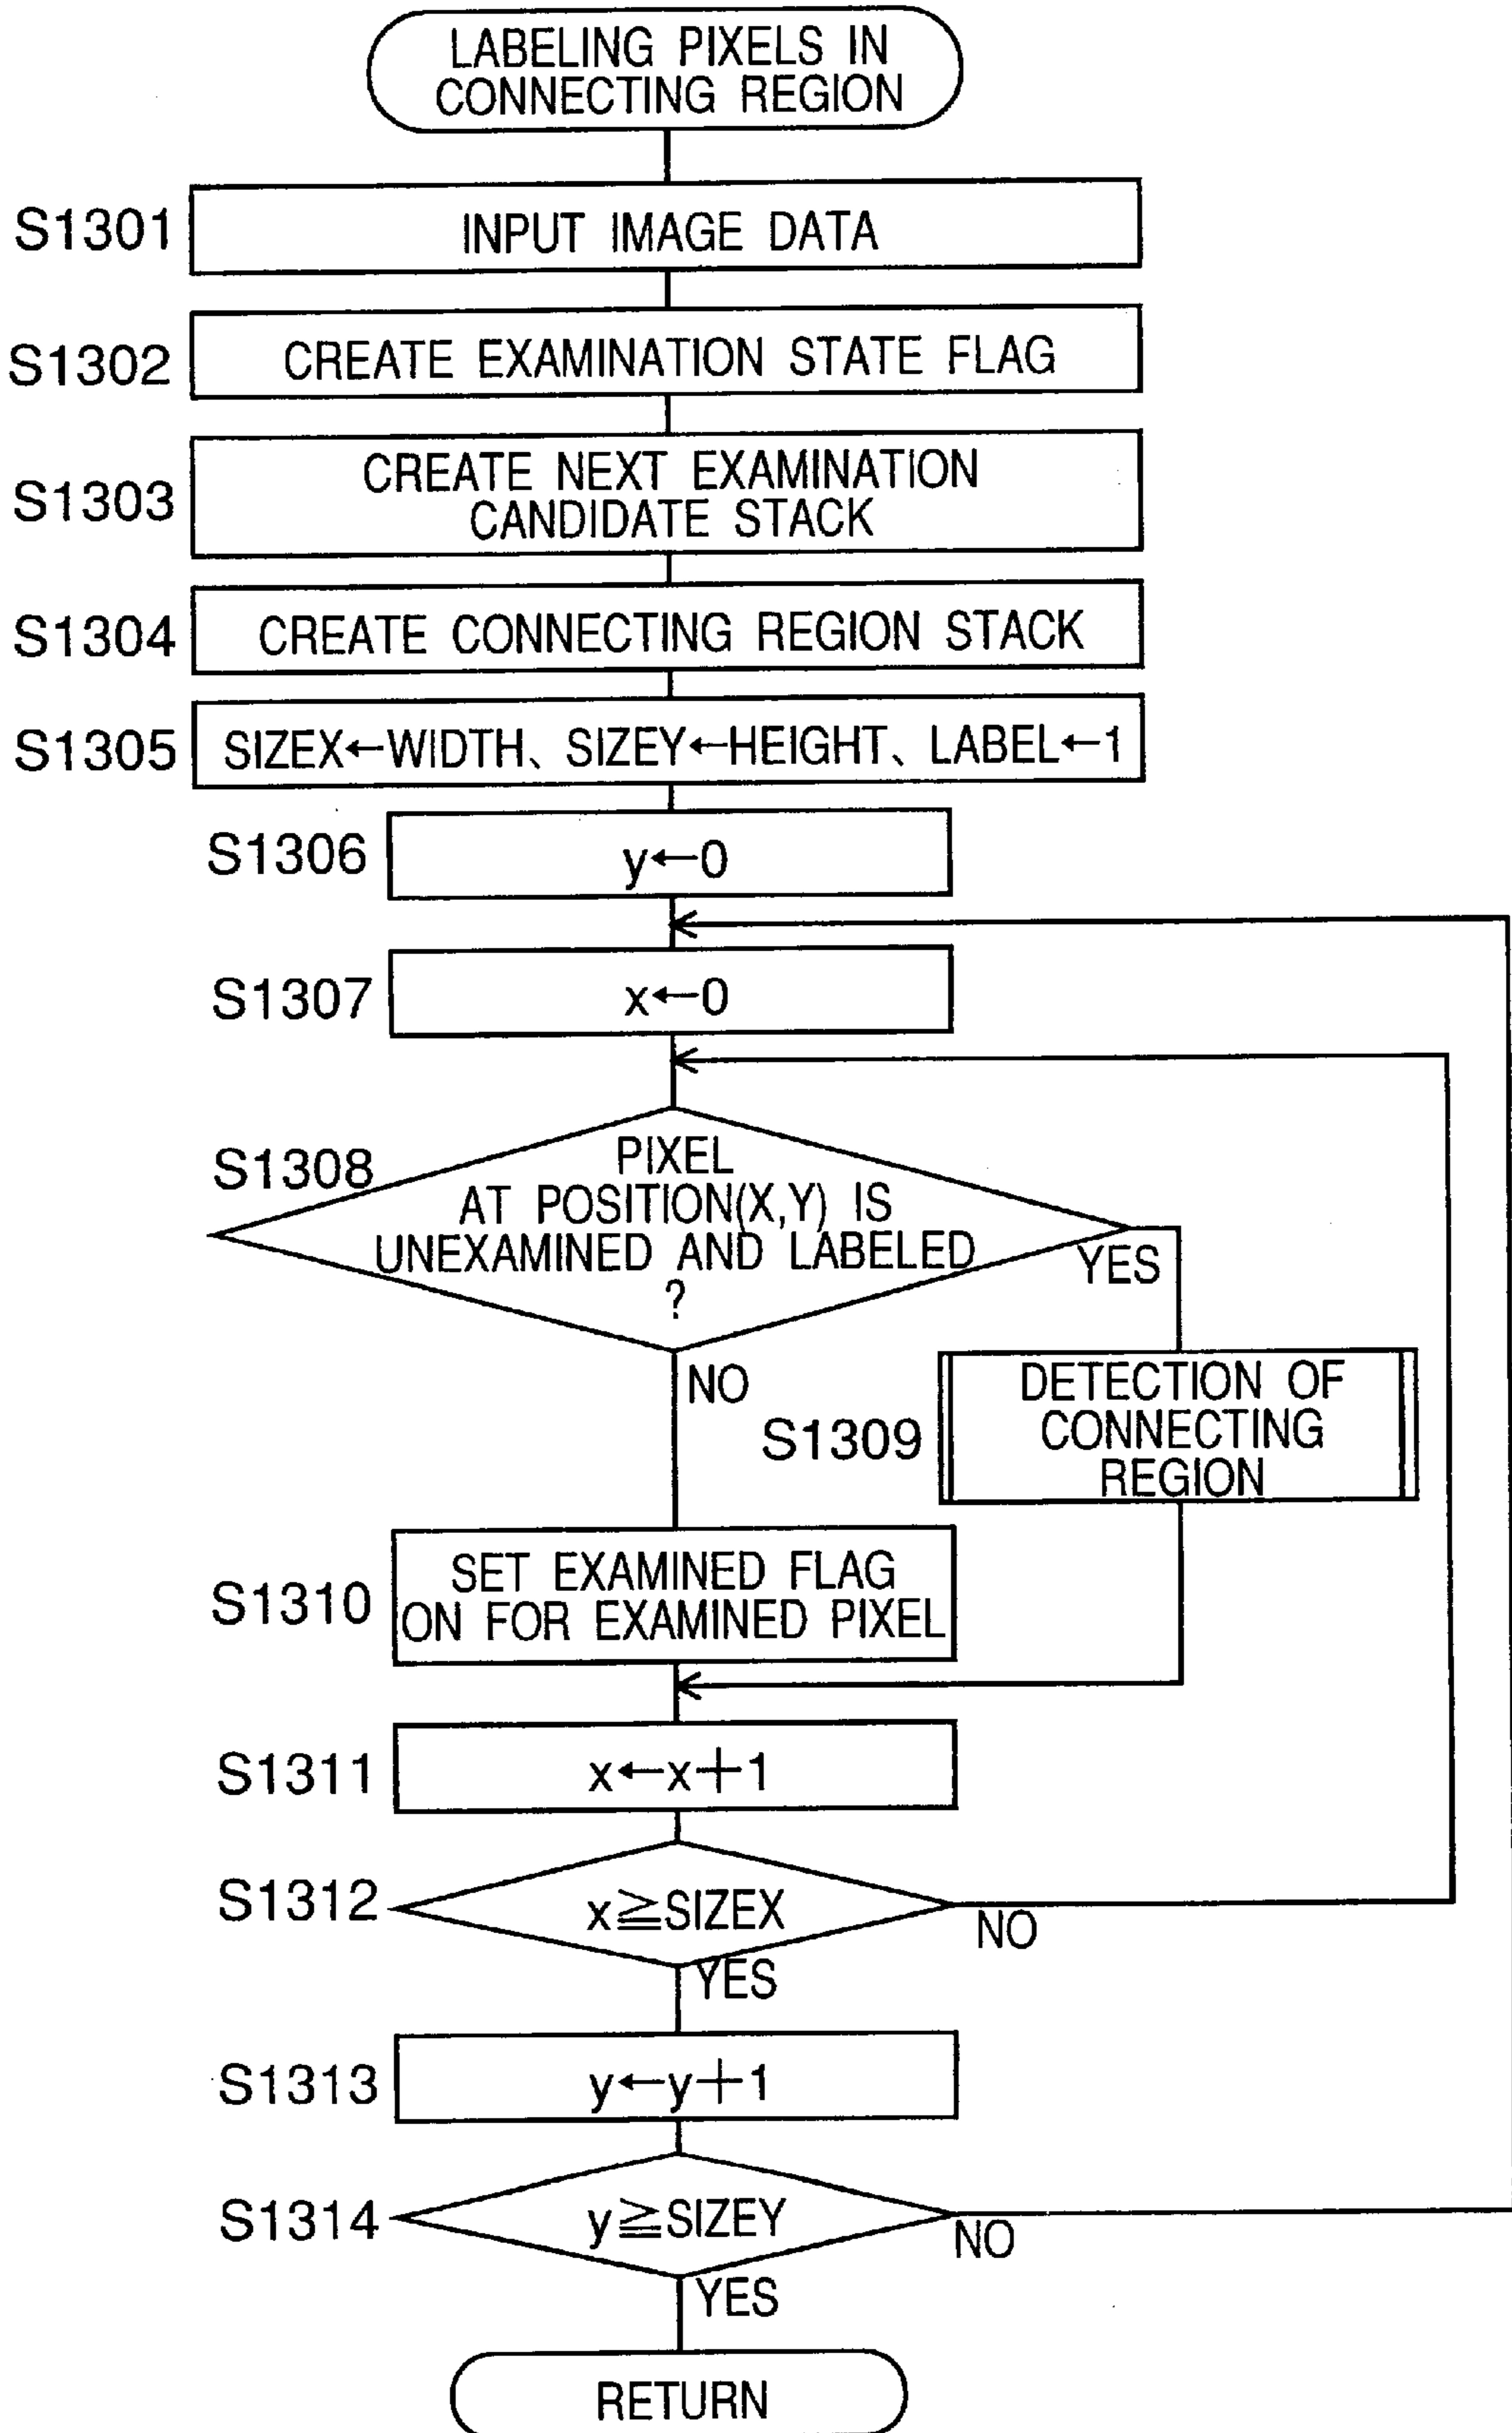 LABELING PIXELS IN
CONNECTING REGION
S1301
INPUT IMAGE DATA
S1302
CREATE EXAMINATION STATE FLAG
S1303
CREATE NEXT EXAMINATION
CANDIDATE STACK
S1304
CREATE CONNECTING REGION STACK
S1305
SIZEX←WIDTH、SIZEY←HEIGHT、LABEL←1
S1306
y←0
S1307
x←0
S1308
PIXEL
AT POSITION(X,Y) IS
UNEXAMINED AND LABELED
?
YES
NO
S1309
DETECTION OF
CONNECTING
REGION
S1310
SET EXAMINED FLAG
ON FOR EXAMINED PIXEL
S1311
x←x+1
S1312
x≧SIZEX
NO
YES
S1313
y←y+1
S1314
y≧SIZEY
NO
YES
RETURN